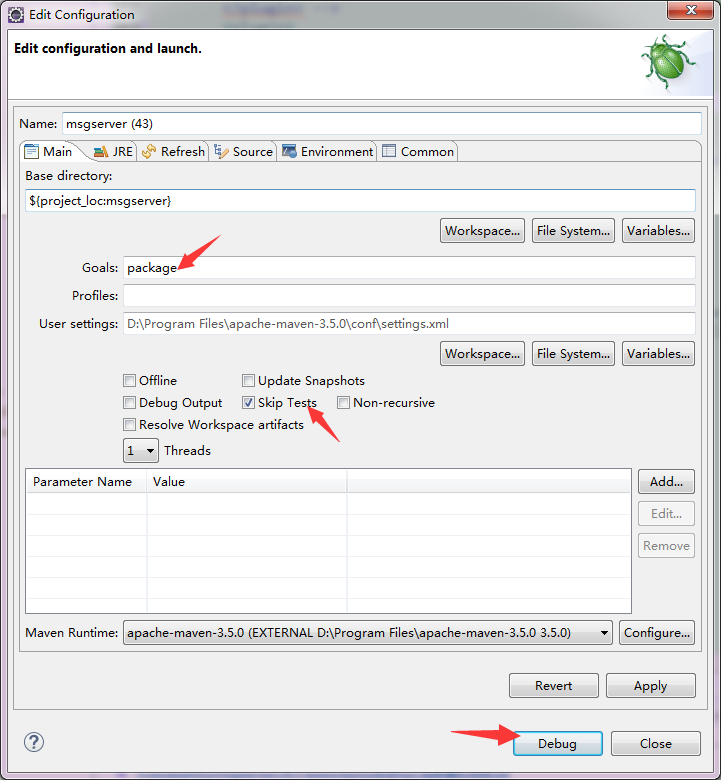 Edit Configuration
Edit configuration and launch.
Name: msgserver (43)
Main JRE Refresh Source Environment Common
Base directory:
${project_loc:msgserver}
Workspace... File System... Variables...
Goals: package
Profiles:
User settings: D:\Program Files\apache-maven-3.5.0\conf\settings.xml
Workspace... File System... Variables...
Offline Update Snapshots
Debug Output Skip Tests Non-recursive
Resolve Workspace artifacts
1 Threads
Parameter Name Value
Add...
Edit...
Remove
Maven Runtime: apache-maven-3.5.0 (EXTERNAL D:\Program Files\apache-maven-3.5.0 3.5.0) Configure...
Revert Apply
? Debug Close